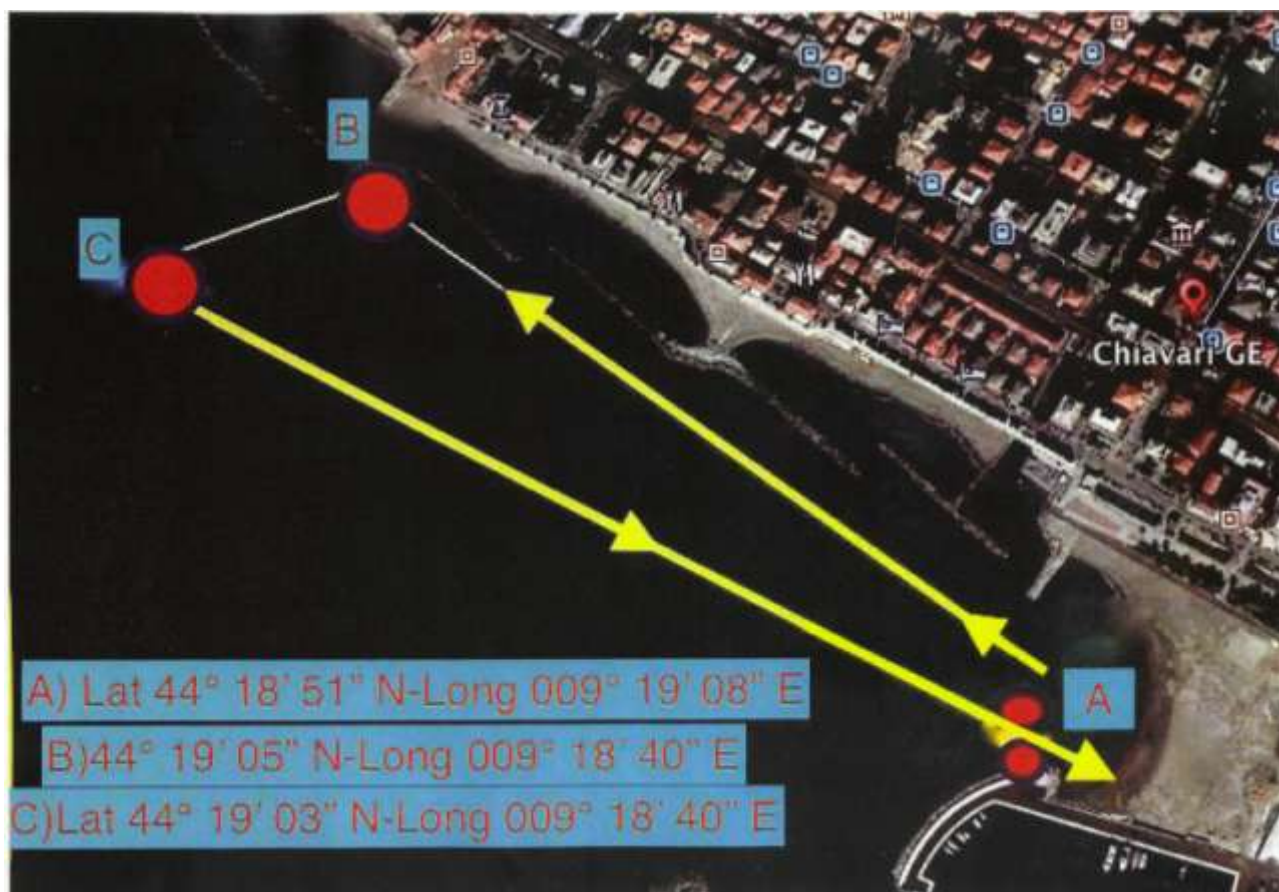 B
C
Chiavari GE
A
A) Lat 44° 18' 51" N-Long 009° 19' 08" E
B)44° 19' 05" N-Long 009° 18' 40" E
C)Lat 44° 19' 03" N-Long 009° 18' 40" E